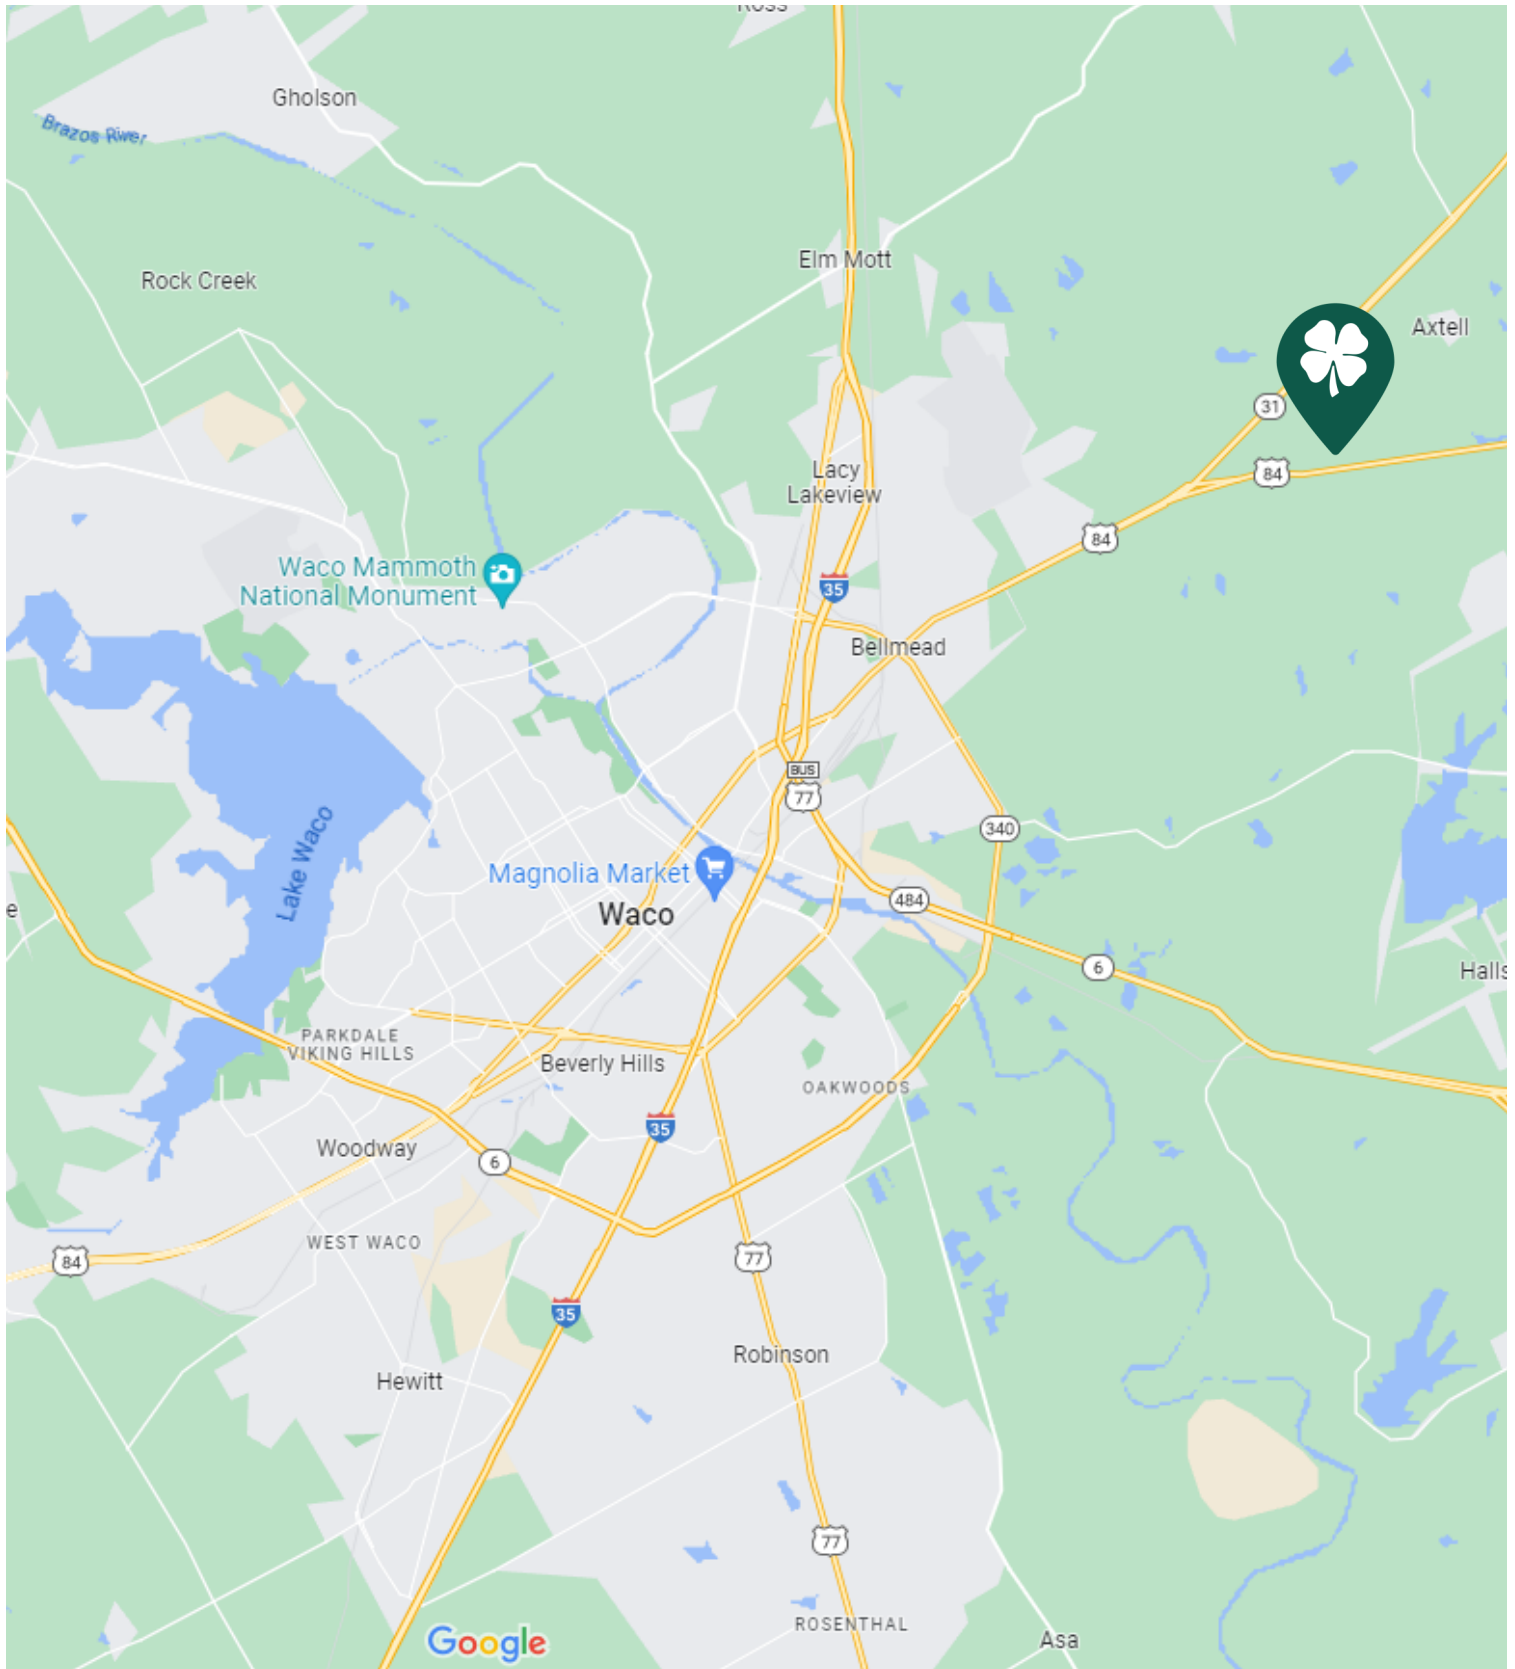 Ross
Gholson
Brazos River
Elm Mott
Rock Creek
Axtell
31
Lacy
Lakeview
84
84
Waco Mammoth
National Monument
35
Bellmead
BUS
77
Lake Waco
340
Magnolia Market
484
Waco
e
6
Halls
PARKDALE
VIKING HILLS
Beverly Hills
OAKWOODS
35
Woodway
6
WEST WACO
84
77
35
Robinson
Hewitt
77
ROSENTHAL
Asa
Google